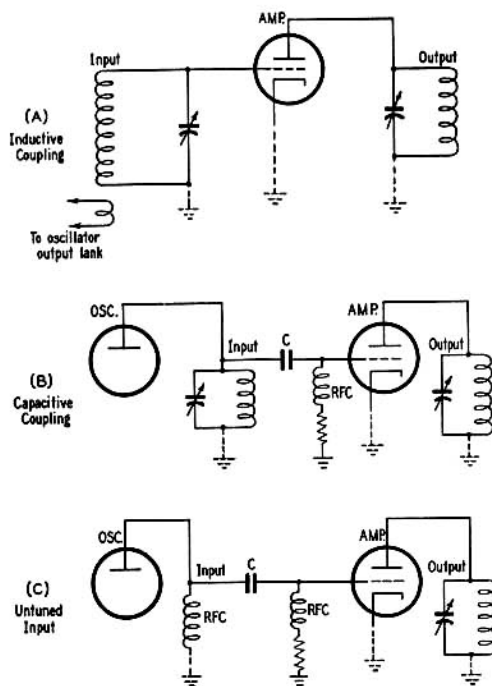 AMP.
Input
Output
(A)
Inductive
Coupling
To oscillator
output lank
OSC.
AMP.
Input
C
Output
(B)
Capacitive
Coupling
RFC
OSC.
AMP.
Input
C
Output
(C)
Untuned
Input
RFC
RFC